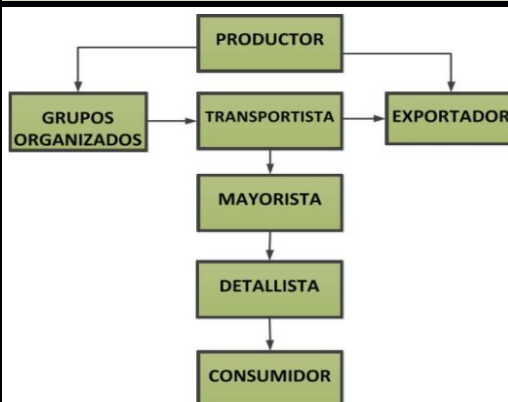 PRODUCTOR
GRUPOS
ORGANIZADOS
TRANSPORTISTA
EXPORTADOR
MAYORISTA
DETALLISTA
CONSUMIDOR